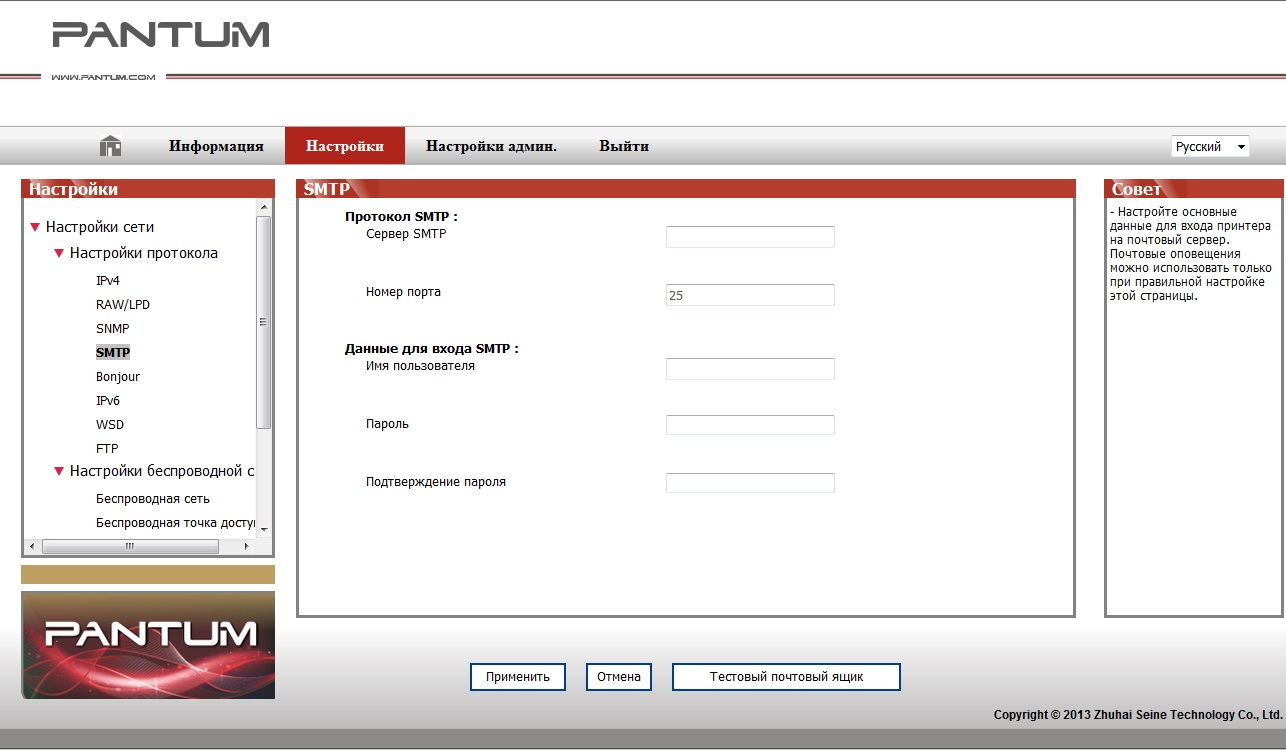 PANTUM
WWW.PANTUM.COM
Информация
Настройки
Настройки админ.
Выйти
Русский
Настройки
Настройки сети
Настройки протокола
IPv4
RAW/LPD
SNMP
SMTP
Bonjour
IPv6
WSD
FTP
Настройки беспроводной с
Беспроводная сеть
Беспроводная точка досту
PANTUM
SMTP
Протокол SMTP :
Сервер SMTP
Номер порта
25
Данные для входа SMTP :
Имя пользователя
Пароль
Подтверждение пароля
Применить
Отмена
Тестовый почтовый ящик
Совет
- Настройте основные
данные для входа принтера
на почтовый сервер.
Почтовые оповещения
можно использовать только
при правильной настройке
этой страницы.
Copyright © 2013 Zhuhai Seine Technology Co., Ltd.